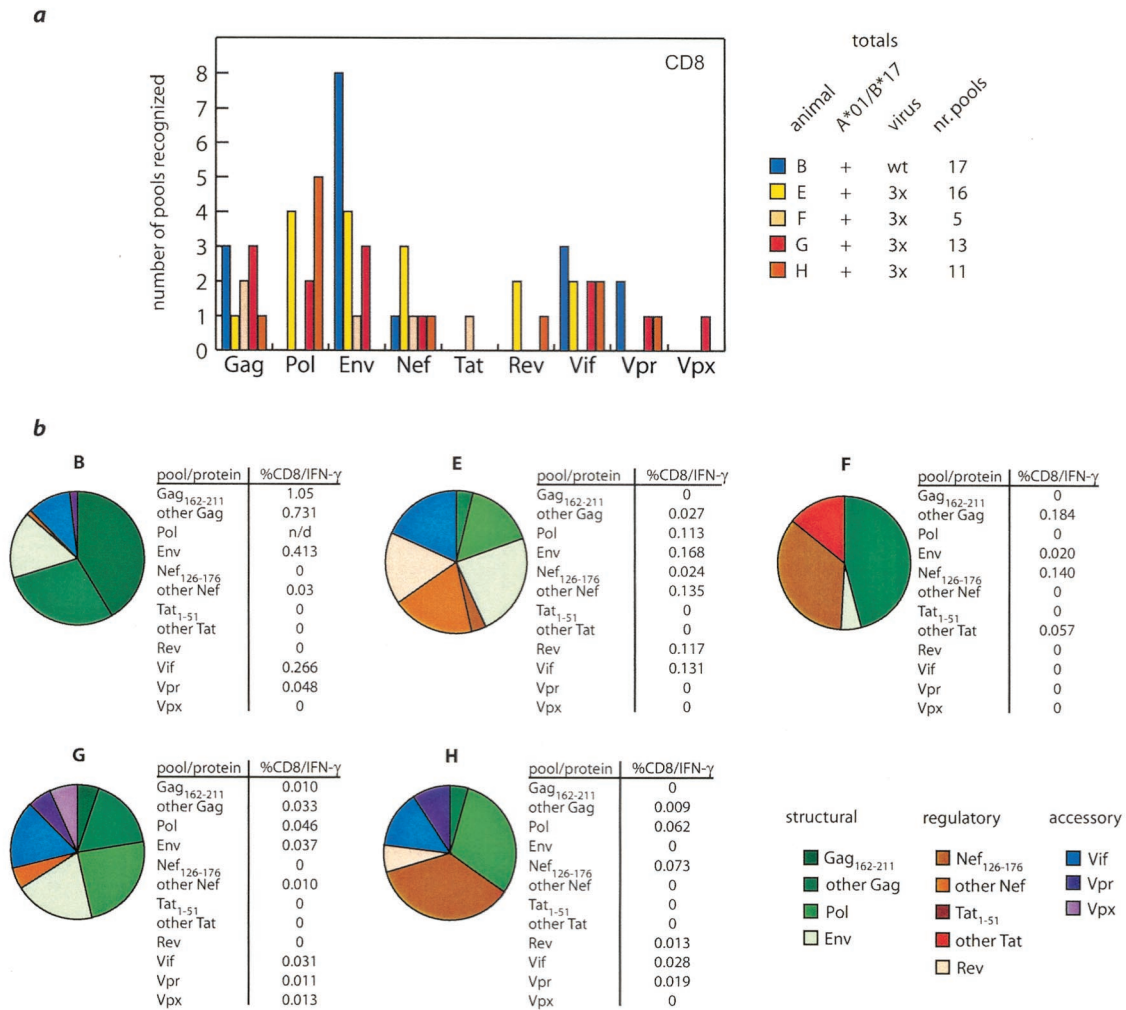 a
CD8
number of pools recognized
8
7
6
5
4
3
2
1
0
Gag Pol Env Nef Tat Rev Vif Vpr Vpx
totals
animal A*01/B*17 virus nr. pools
B + wt 17
E + 3x 16
F + 3x 5
G + 3x 13
H + 3x 11
b
B
pool/protein %CD8/IFN-γ
Gag162-211 1.05
other Gag 0.731
Pol n/d
Env 0.413
Nef126-176 0
other Nef 0.03
Tat1-51 0
other Tat 0
Rev 0
Vif 0.266
Vpr 0.048
Vpx 0
E
pool/protein %CD8/IFN-γ
Gag162-211 0
other Gag 0.027
Pol 0.113
Env 0.168
Nef126-176 0.024
other Nef 0.135
Tat1-51 0
other Tat 0
Rev 0.117
Vif 0.131
Vpr 0
Vpx 0
F
pool/protein %CD8/IFN-γ
Gag162-211 0
other Gag 0.184
Pol 0
Env 0.020
Nef126-176 0.140
other Nef 0
Tat1-51 0
other Tat 0.057
Rev 0
Vif 0
Vpr 0
Vpx 0
G
pool/protein %CD8/IFN-γ
Gag162-211 0.010
other Gag 0.033
Pol 0.046
Env 0.037
Nef126-176 0
other Nef 0.010
Tat1-51 0
other Tat 0
Rev 0
Vif 0.031
Vpr 0.011
Vpx 0.013
H
pool/protein %CD8/IFN-γ
Gag162-211 0
other Gag 0.009
Pol 0.062
Env 0
Nef126-176 0.073
other Nef 0
Tat1-51 0
other Tat 0
Rev 0.013
Vif 0.028
Vpr 0.019
Vpx 0
structural
Gag162-211
other Gag
Pol
Env
regulatory
Nef126-176
other Nef
Tat1-51
other Tat
Rev
accessory
Vif
Vpr
Vpx